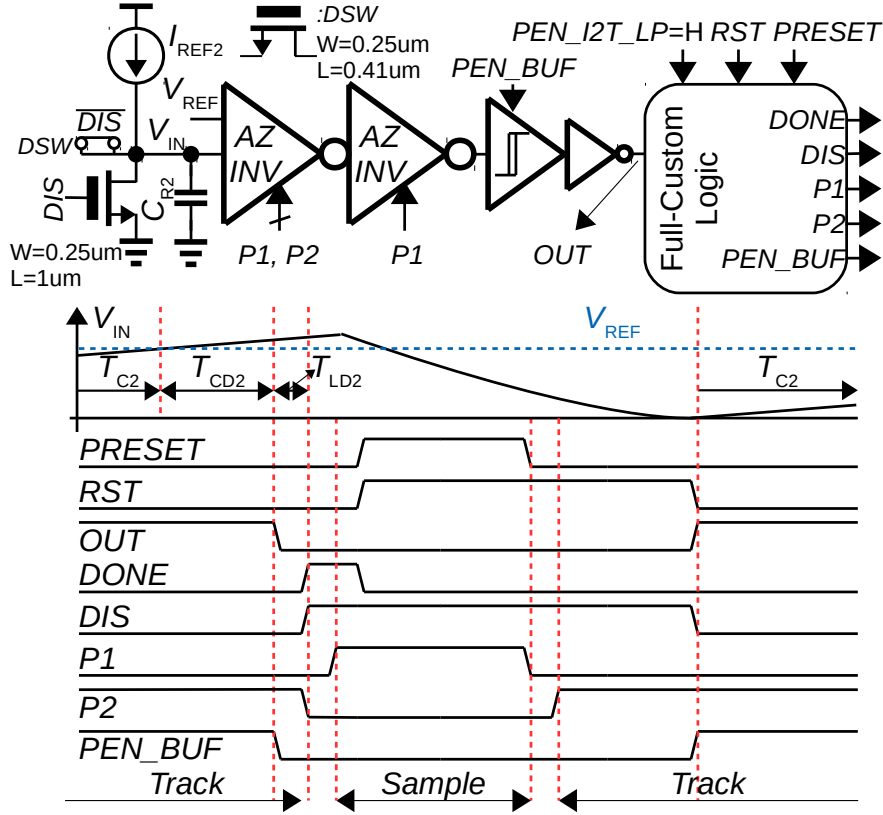 I_REF2
:DSW
W=0.25um
L=0.41um
PEN_I2T_LP=H RST PRESET
PEN_BUF
V_REF
DIS
V_IN
DSW
AZ
INV
AZ
INV
DIS
C_R2
W=0.25um
L=1um
P1, P2
P1
OUT
Full-Custom
Logic
DONE
DIS
P1
P2
PEN_BUF
V_IN
V_REF
T_C2
T_CD2
T_LD2
T_C2
PRESET
RST
OUT
DONE
DIS
P1
P2
PEN_BUF
Track
Sample
Track